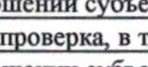 ошении субъе
проверка, в т